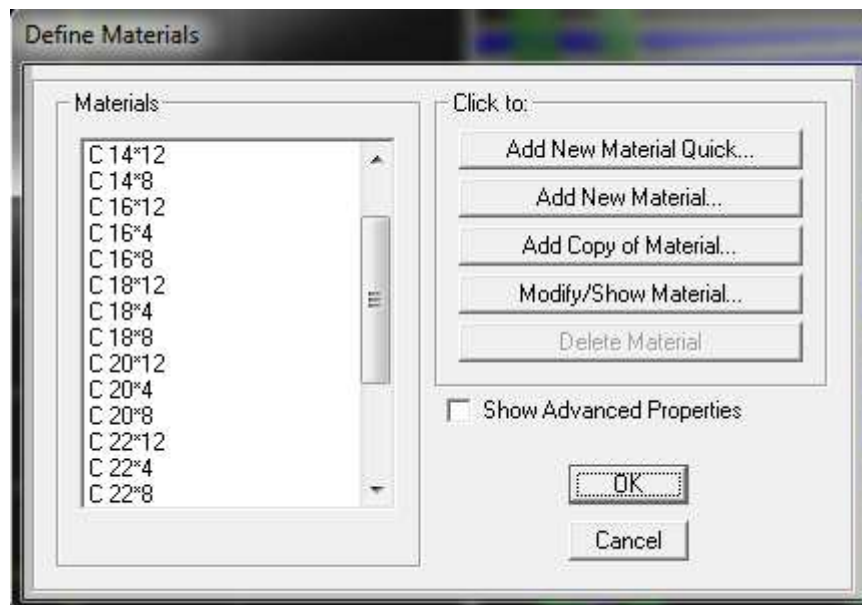 Define Materials
Materials
C 14*12
C 14*8
C 16*12
C 16*4
C 16*8
C 18*12
C 18*4
C 18*8
C 20*12
C 20*4
C 20*8
C 22*12
C 22*4
C 22*8
Click to:
Add New Material Quick...
Add New Material...
Add Copy of Material...
Modify/Show Material...
Delete Material
Show Advanced Properties
OK
Cancel